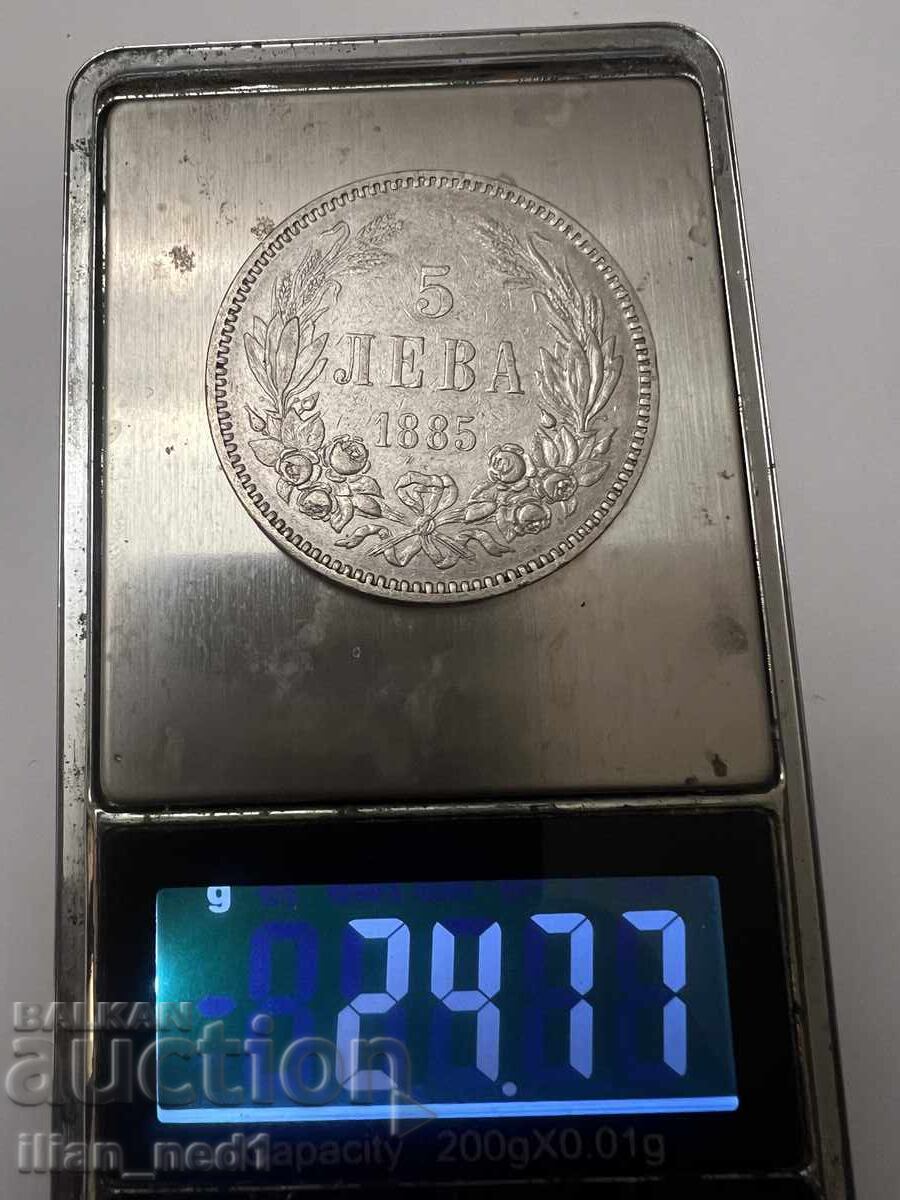 5
ЛЕВА
1885
g
24.77
BALKAN
auction
ilian_ned1
Capacity 200gX0.01g